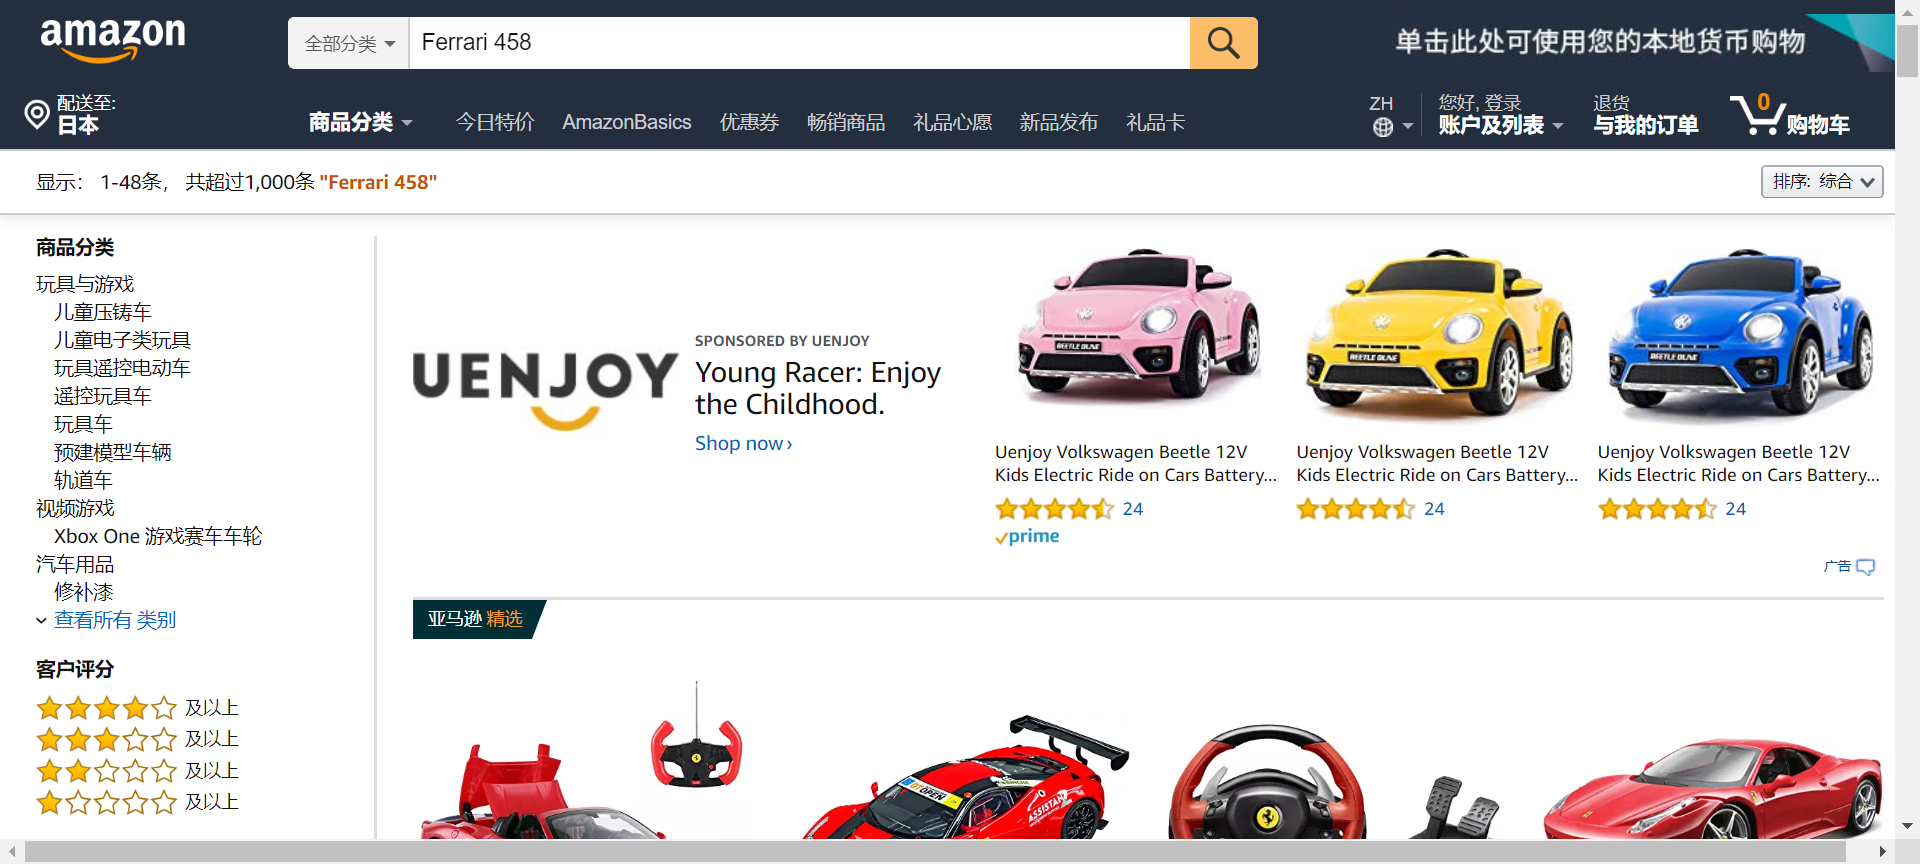 amazon
全部分类
Ferrari 458
单击此处可使用您的本地货币购物
配送至:
日本
商品分类
今日特价
AmazonBasics
优惠券
畅销商品
礼品心愿
新品发布
礼品卡
ZH
您好, 登录
账户及列表
退货
与我的订单
0
购物车
显示： 1-48条， 共超过1,000条 "Ferrari 458"
排序: 综合
商品分类
玩具与游戏
儿童压铸车
儿童电子类玩具
玩具遥控电动车
遥控玩具车
玩具车
预建模型车辆
轨道车
视频游戏
Xbox One 游戏赛车车轮
汽车用品
修补漆
查看所有 类别
客户评分
及以上
及以上
及以上
及以上
UENJOY
SPONSORED BY UENJOY
Young Racer: Enjoy
the Childhood.
Shop now ›
BEETLE DUNE
Uenjoy Volkswagen Beetle 12V
Kids Electric Ride on Cars Battery...
24
prime
BEETLE DUNE
Uenjoy Volkswagen Beetle 12V
Kids Electric Ride on Cars Battery...
24
BEETLE DUNE
Uenjoy Volkswagen Beetle 12V
Kids Electric Ride on Cars Battery...
24
广告
亚马逊 精选
GTOPEN
ASSISTAN